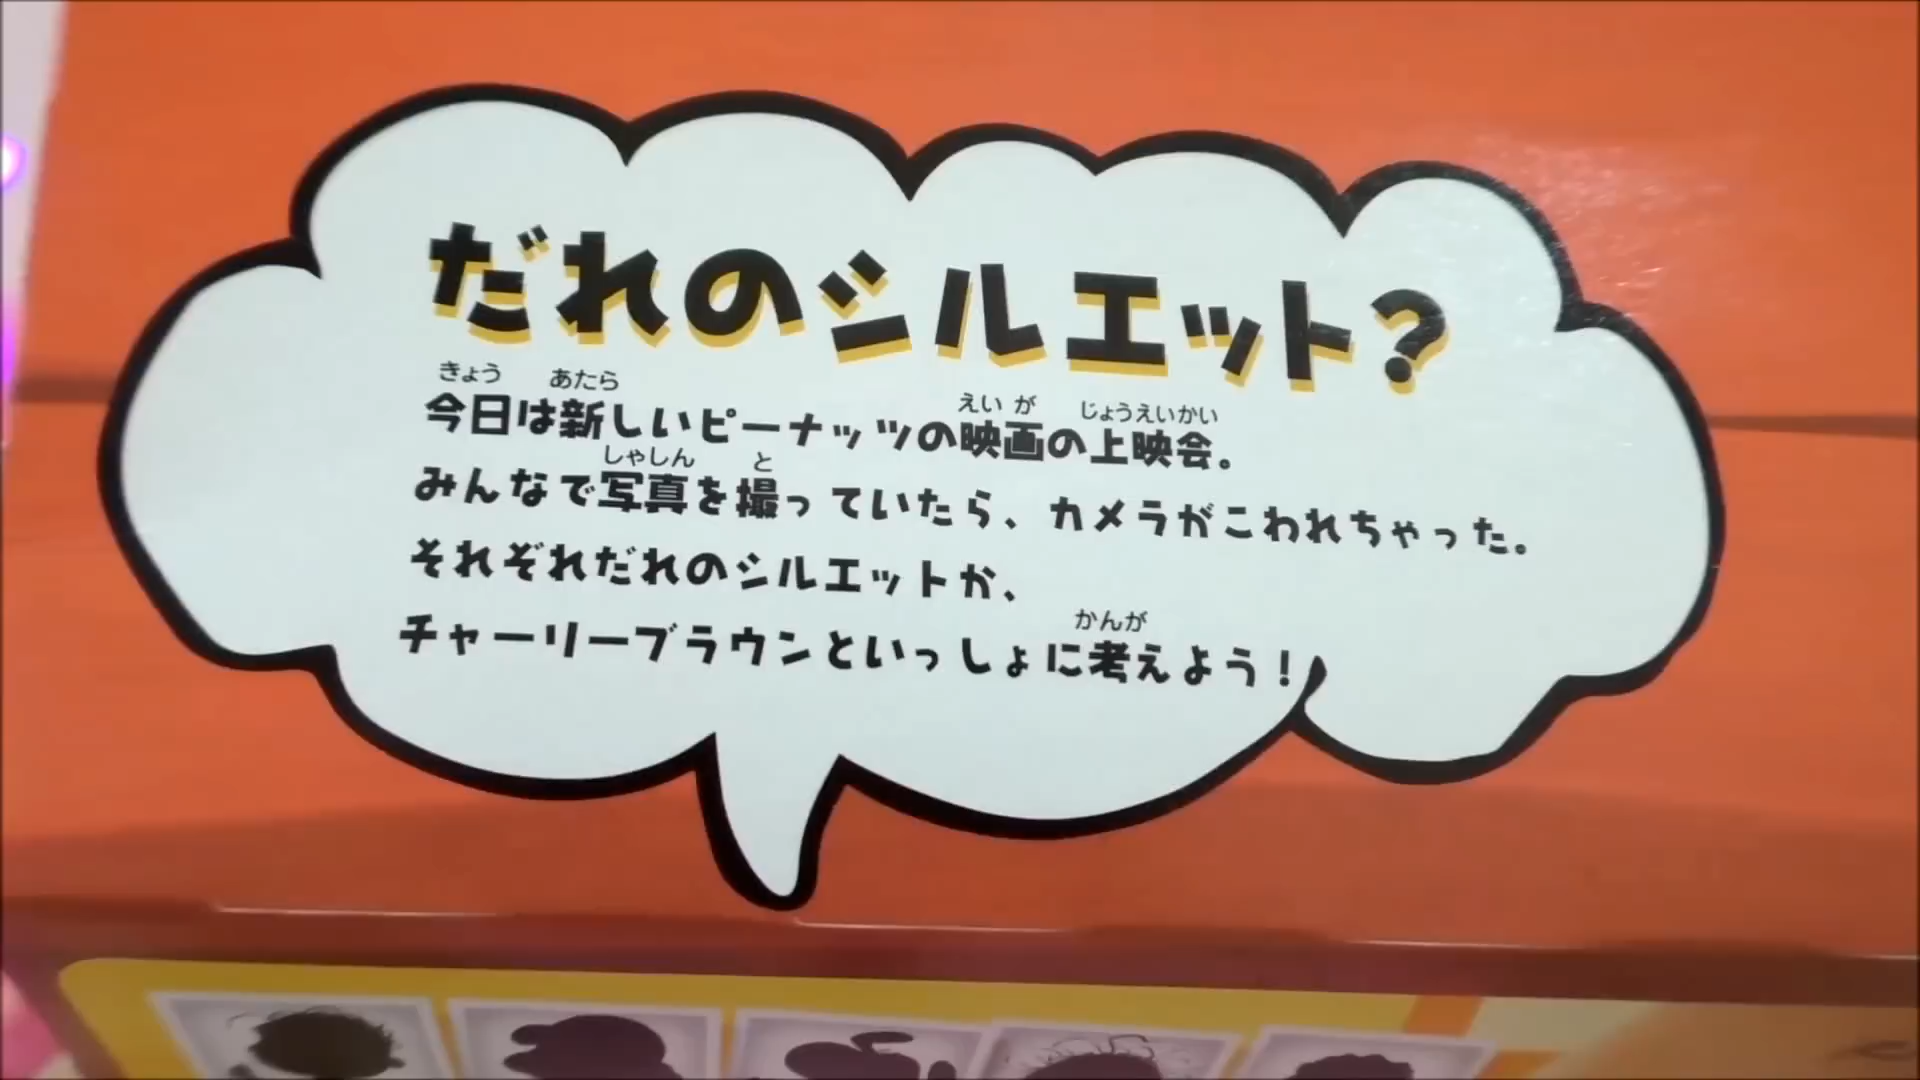 だれのシルエット?
きょう あたら えいが じょうえいかい
今日は新しいピーナッツの映画の上映会。
しゃしん と
みんなで写真を撮っていたら、カメラがこわれちゃった。
それぞれだれのシルエットか、
かんが
チャーリーブラウンといっしょに考えよう!